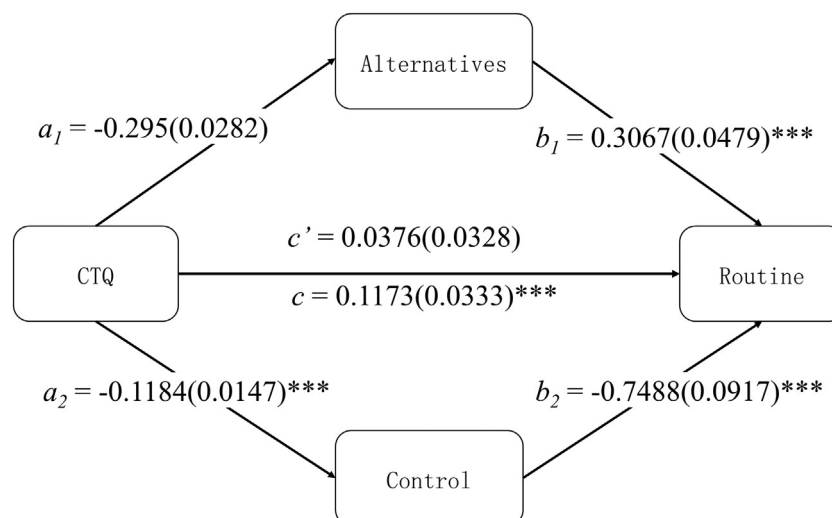 Alternatives
a1 = -0.295(0.0282)
b1 = 0.3067(0.0479)***
c’ = 0.0376(0.0328)
CTQ
Routine
c = 0.1173(0.0333)***
a2 = -0.1184(0.0147)***
b2 = -0.7488(0.0917)***
Control